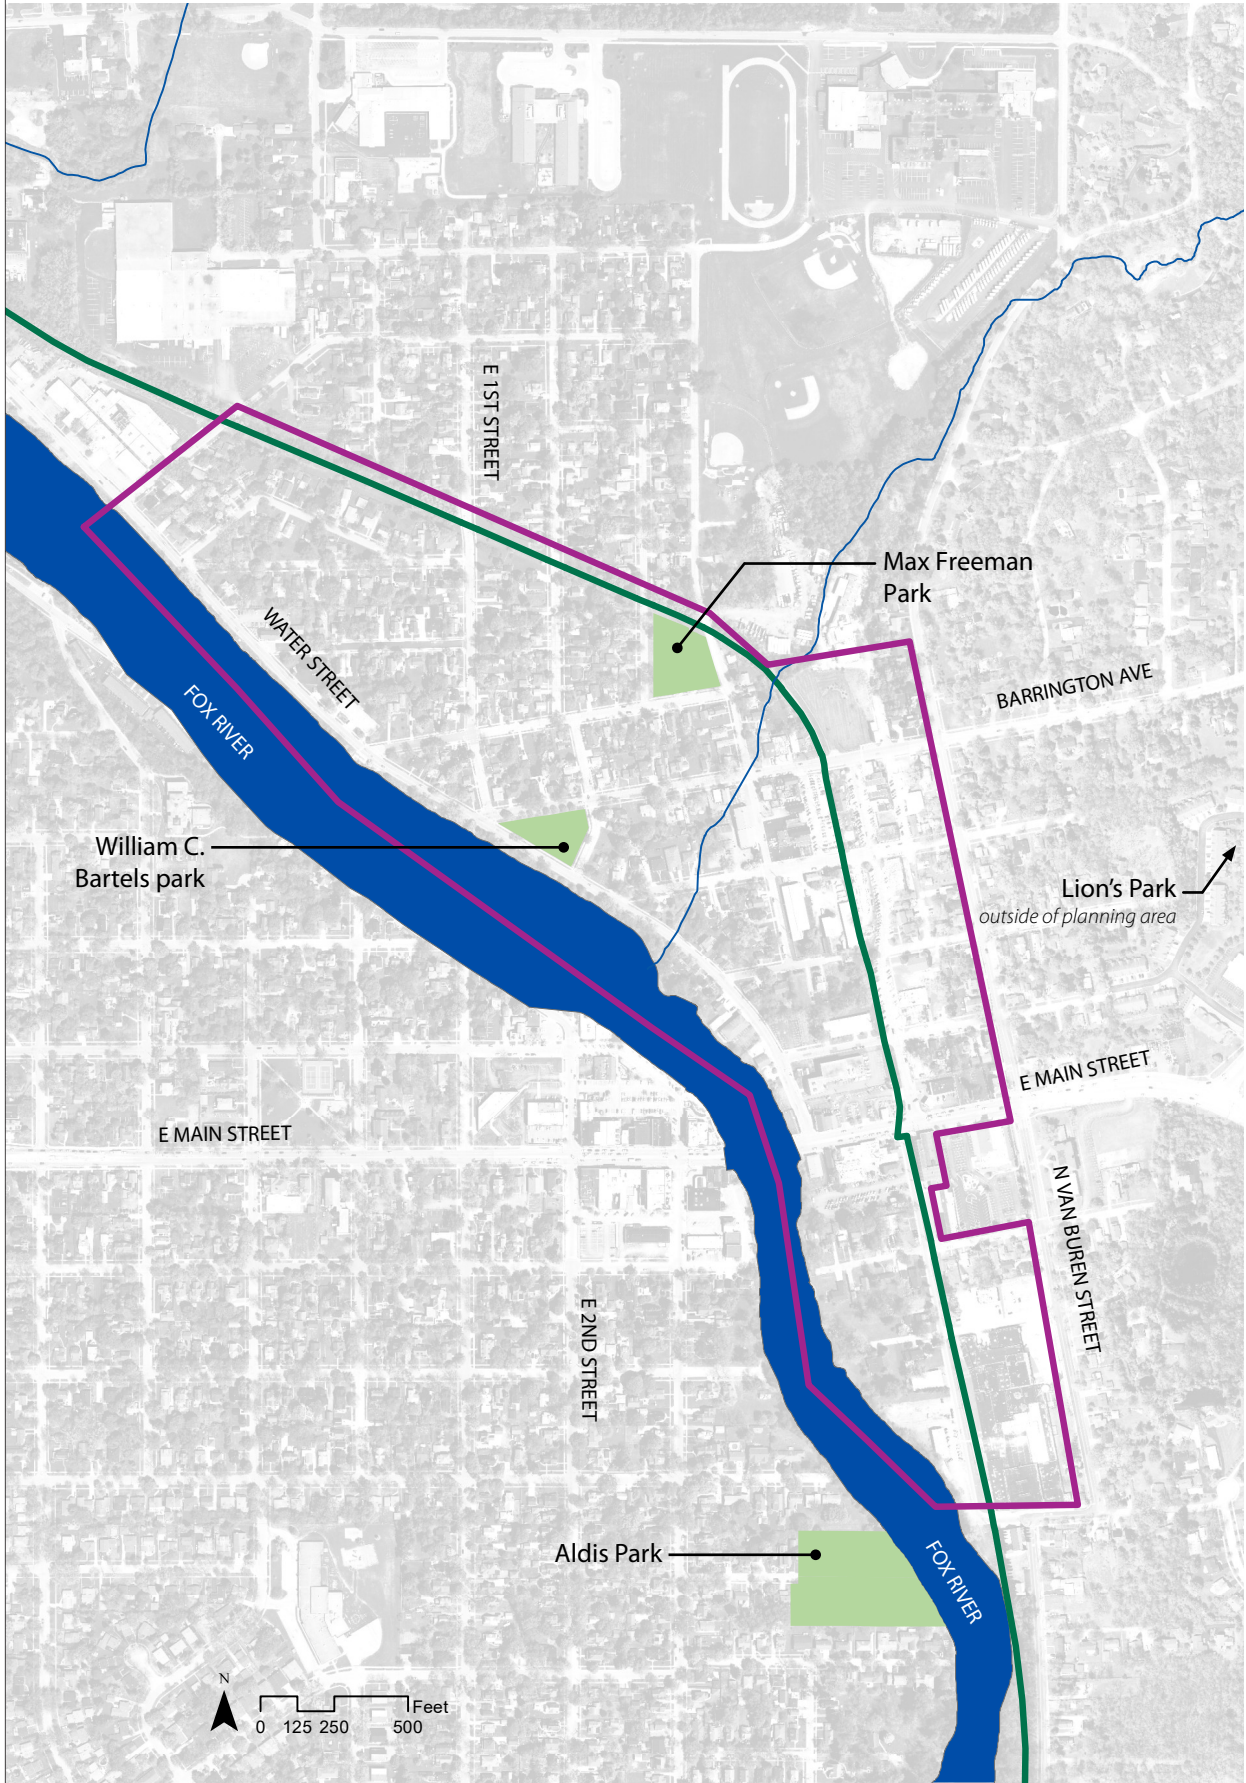 E 1ST STREET
Max Freeman
Park
WATER STREET
BARRINGTON AVE
FOX RIVER
William C.
Bartels park
Lion's Park
outside of planning area
E MAIN STREET
E MAIN STREET
N VAN BUREN STREET
E 2ND STREET
Aldis Park
FOX RIVER
N
Feet
0 125 250 500